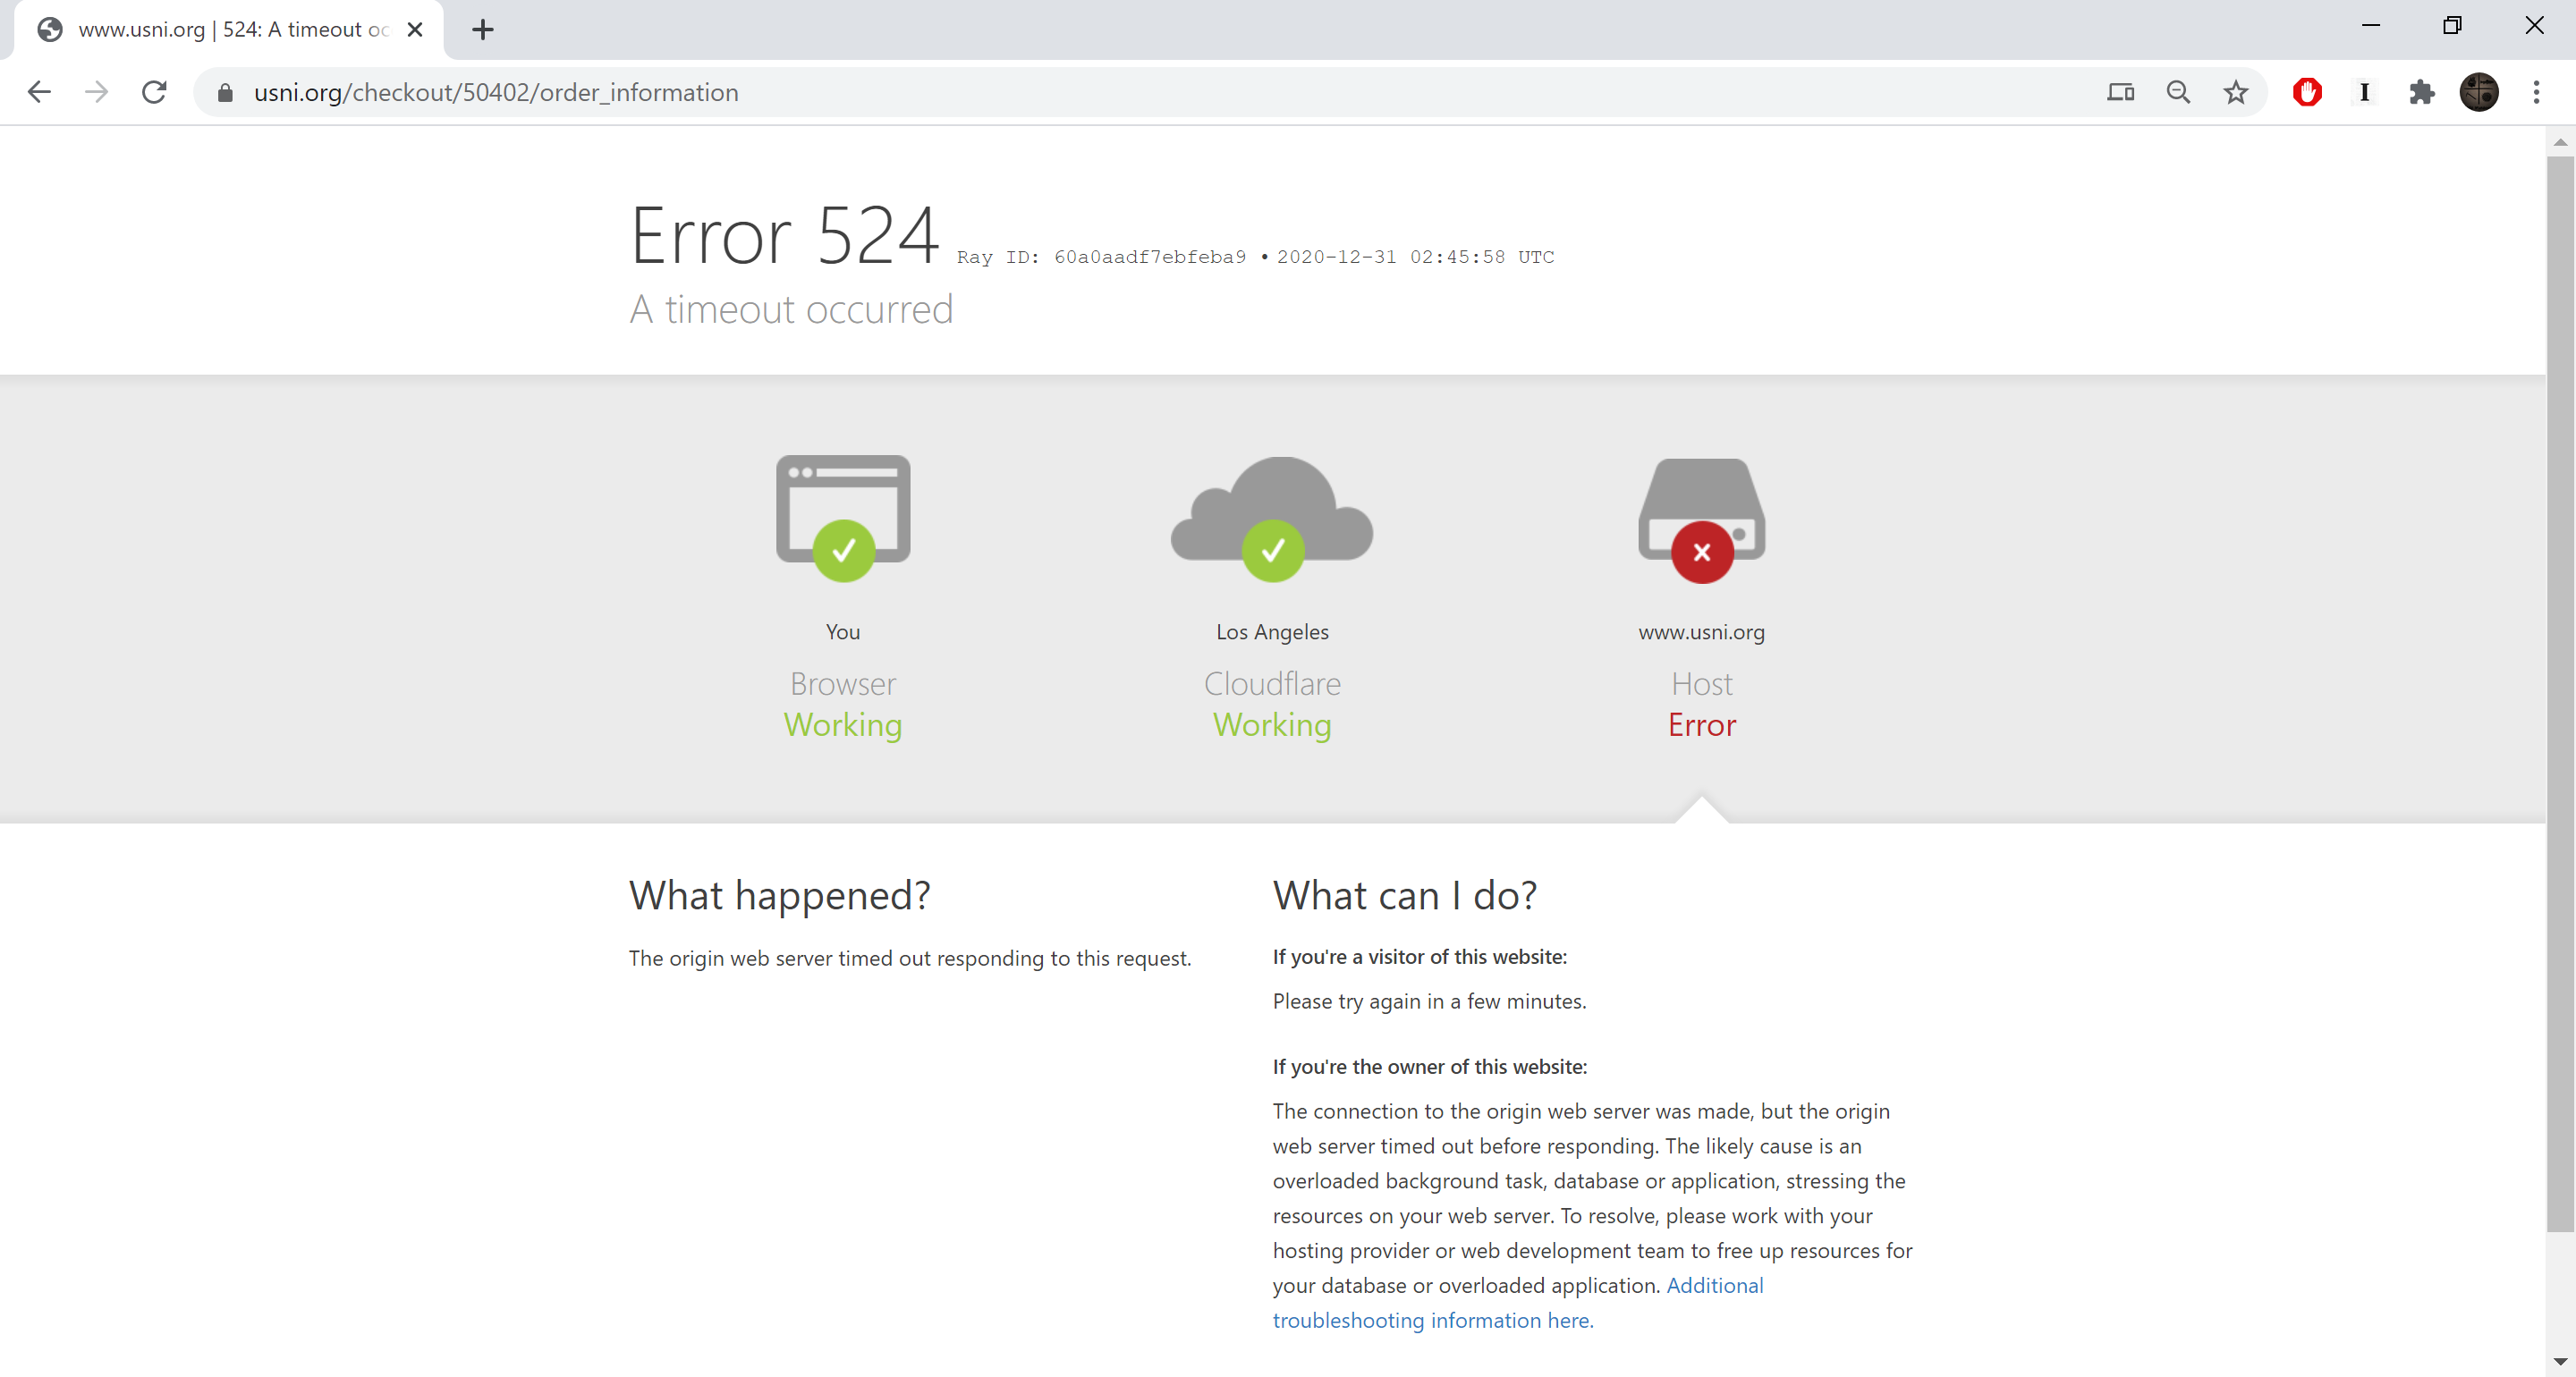 www.usni.org | 524: A timeout oc
usni.org/checkout/50402/order_information
I
Error 524 Ray ID: 60a0aadf7ebfeba9 • 2020-12-31 02:45:58 UTC
A timeout occurred
You
Browser
Working
Los Angeles
Cloudflare
Working
www.usni.org
Host
Error
What happened?
The origin web server timed out responding to this request.
What can I do?
If you're a visitor of this website:
Please try again in a few minutes.
If you're the owner of this website:
The connection to the origin web server was made, but the origin
web server timed out before responding. The likely cause is an
overloaded background task, database or application, stressing the
resources on your web server. To resolve, please work with your
hosting provider or web development team to free up resources for
your database or overloaded application. Additional
troubleshooting information here.